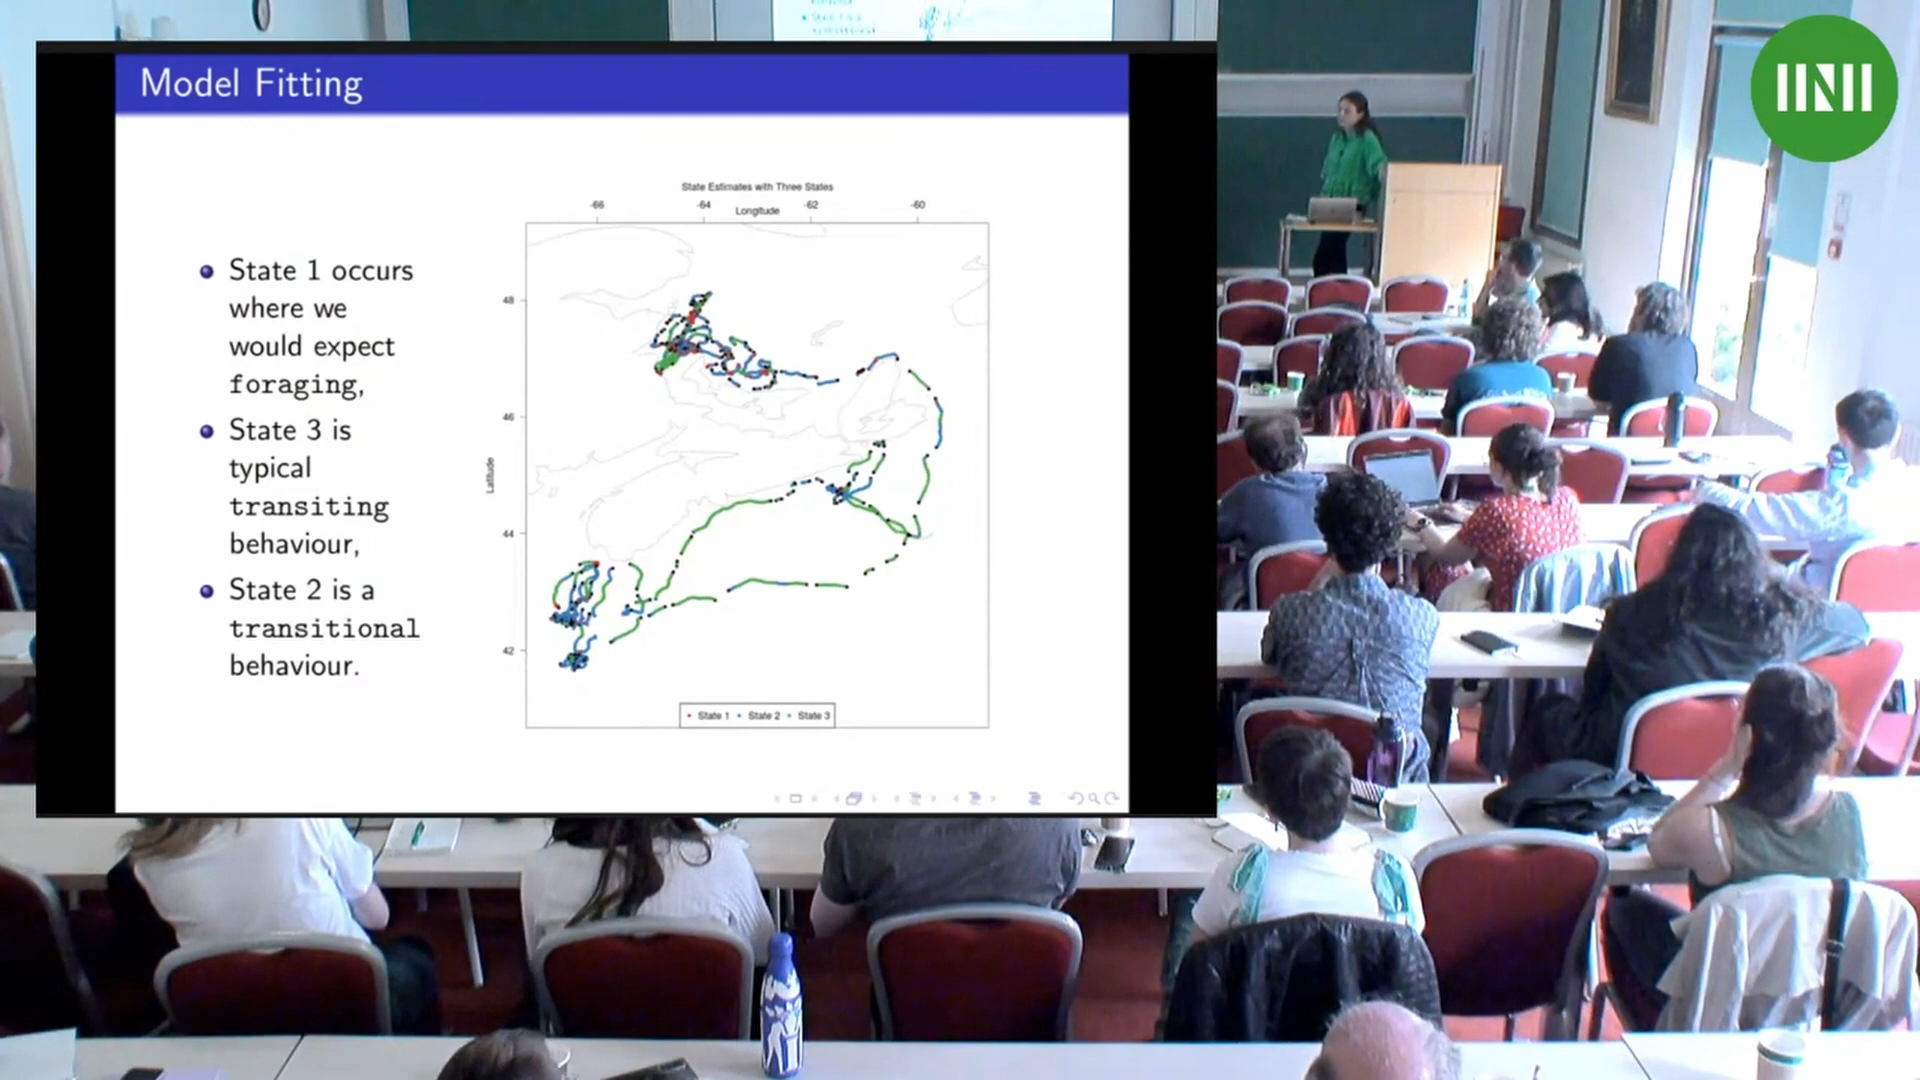 Model Fitting
State Estimates with Three States
-66 -64 -62 -60
Longitude
48
46
44
42
Latitude
State 1 State 2 State 3
State 1 occurs
where we
would expect
foraging,
State 3 is
typical
transiting
behaviour,
State 2 is a
transitional
behaviour.